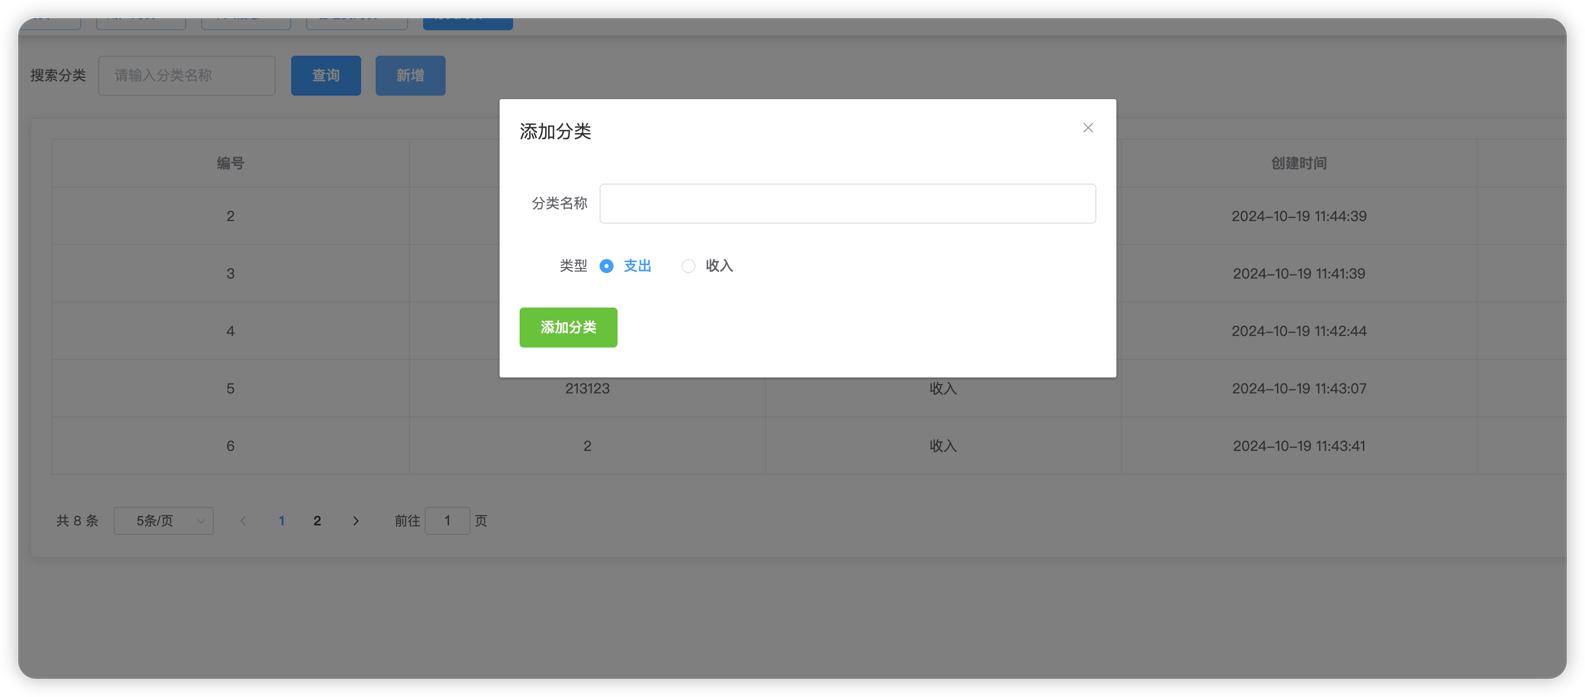 搜索分类 请输入分类名称 查询 新增
添加分类
编号 创建时间
分类名称
2 2024-10-19 11:44:39
类型 支出 收入
3 2024-10-19 11:41:39
添加分类
4 2024-10-19 11:42:44
5 213123 收入 2024-10-19 11:43:07
6 2 收入 2024-10-19 11:43:41
共 8 条 5条/页 1 2 前往 1 页